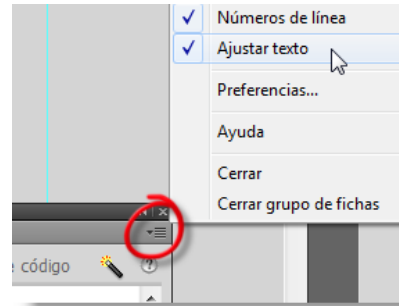 Números de línea
Ajustar texto
Preferencias...
Ayuda
Cerrar
Cerrar grupo de fichas
código